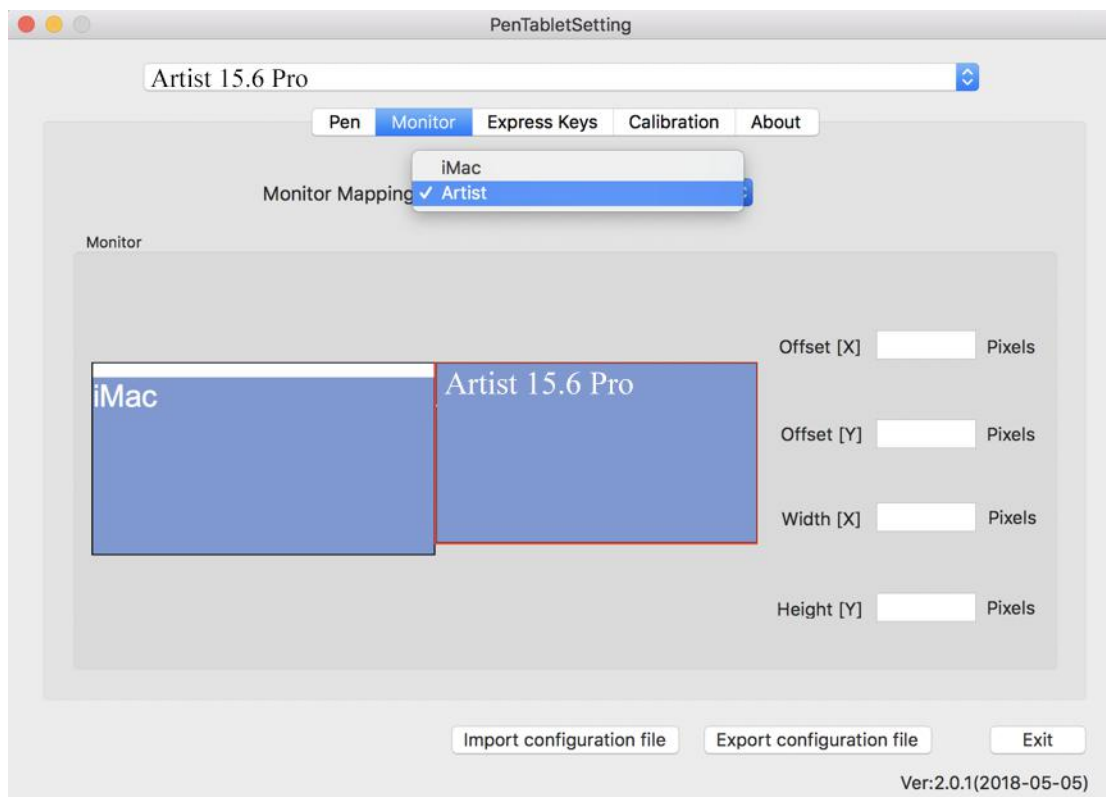 PenTabletSetting
Artist 15.6 Pro
Pen Monitor Express Keys Calibration About
iMac
Monitor Mapping ✓ Artist
Monitor
Offset [X] Pixels
iMac Artist 15.6 Pro
Offset [Y] Pixels
Width [X] Pixels
Height [Y] Pixels
Import configuration file Export configuration file Exit
Ver:2.0.1(2018-05-05)